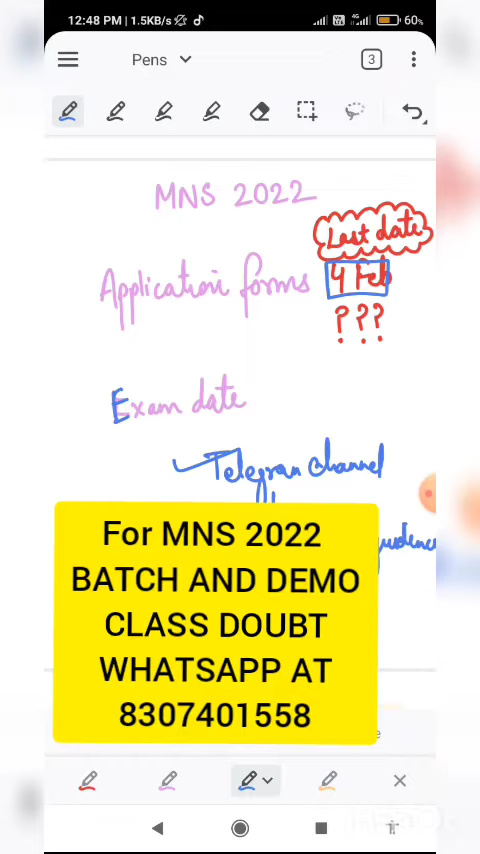 12:48 PM | 1.5KB/s
4G
60%
Pens
3
MNS 2022
Last date
Application forms 4 Feb
???
Exam date
Telegram channel
For MNS 2022
BATCH AND DEMO
CLASS DOUBT
WHATSAPP AT
8307401558